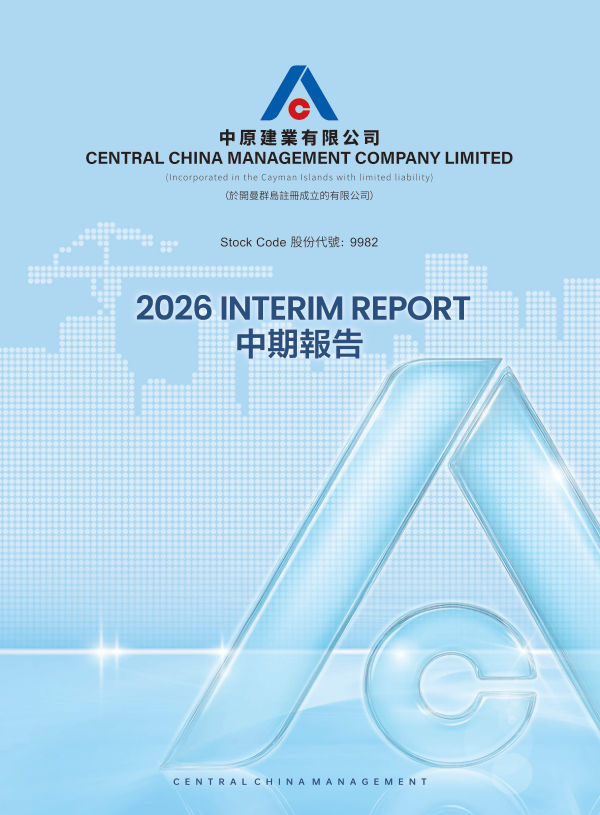 中原建業有限公司
CENTRAL CHINA MANAGEMENT COMPANY LIMITED
(Incorporated in the Cayman Islands with limited liability)
(於開曼群島註冊成立的有限公司)
Stock Code 股份代號: 9982
2026 INTERIM REPORT
中期報告
CENTRAL CHINA MANAGEMENT